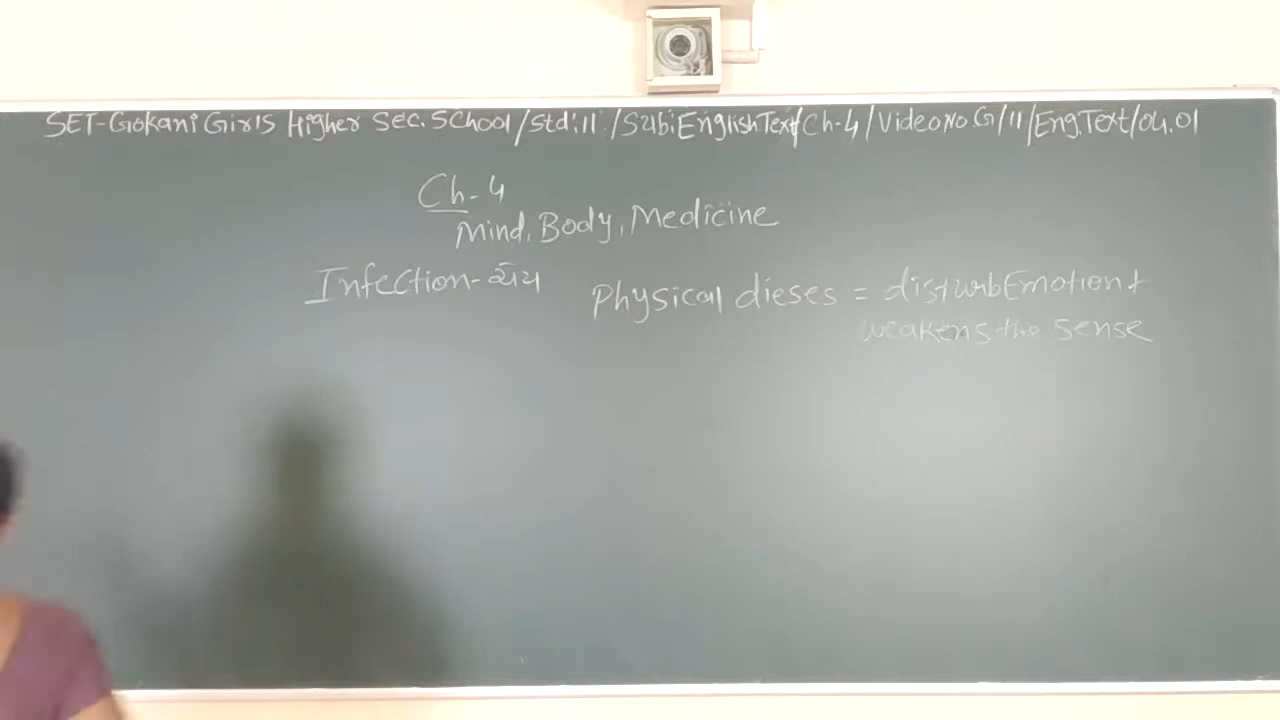 SET-Gokani Girls Higher Sec. School/Std:11/Sub:English Text/Ch-4/Video No.G/11/Eng.Text/04.01
Ch-4
Mind, Body, Medicine
Infection-
Physical dieses = disturb Emotion +
weakens the sense